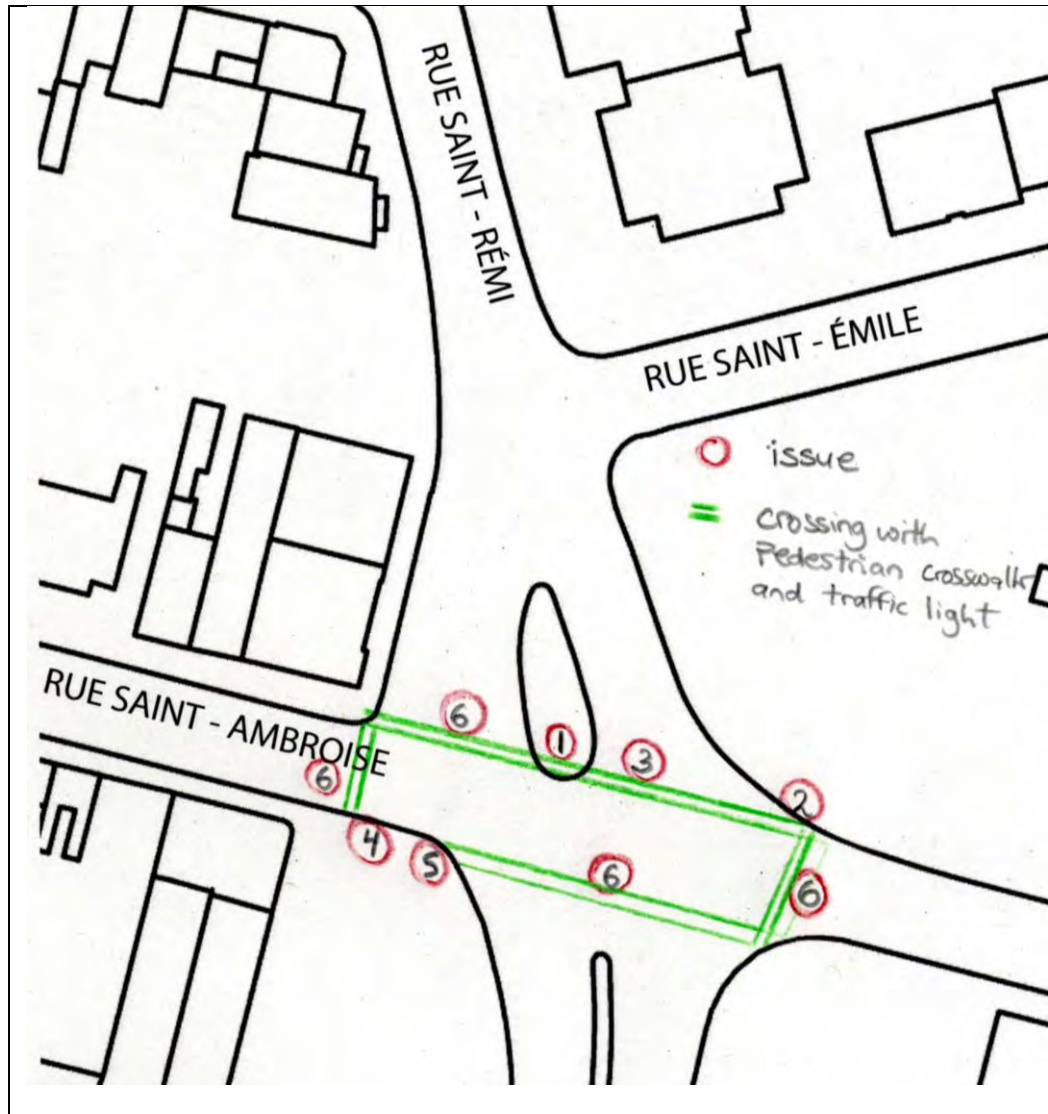 RUE SAINT - RÉMI
RUE SAINT - ÉMILE
issue
crossing with
Pedestrian crosswalk
and traffic light
RUE SAINT - AMBROISE
6
1
3
6
2
4
5
6
6